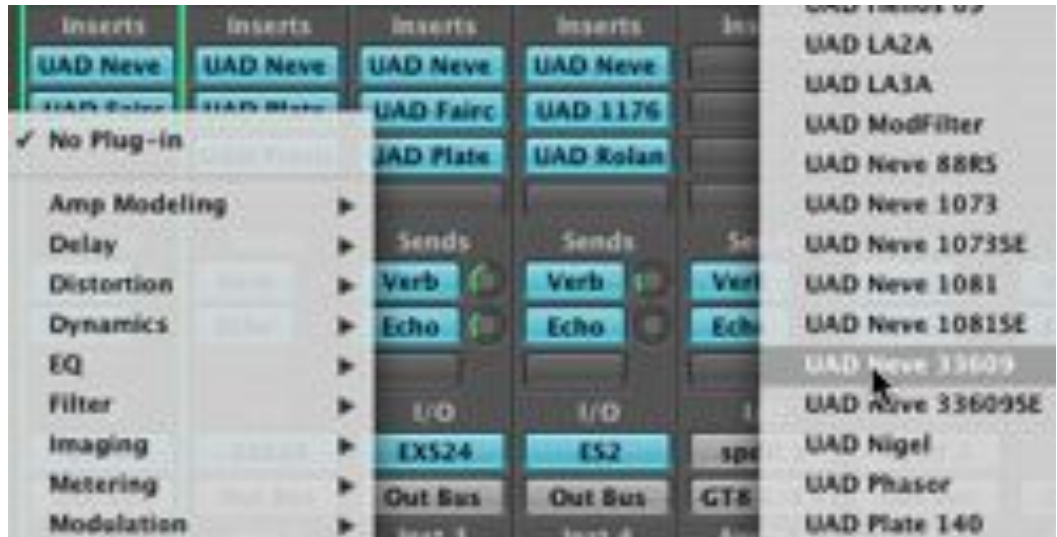 Inserts
Inserts
Inserts
Inserts
UAD Neve
UAD Neve
UAD Neve
UAD Neve
UAD Fairc
UAD Plate
UAD Fairc
UAD 1176
UAD Plate
UAD Rolan
✓ No Plug-in
Amp Modeling
Delay
Distortion
Dynamics
EQ
Filter
Imaging
Metering
Modulation
Sends
Sends
Verb
Verb
Echo
Echo
I/O
I/O
EXS24
ES2
Out Bus
Out Bus
GT8
UAD LA2A
UAD LA3A
UAD ModFilter
UAD Neve 88RS
UAD Neve 1073
UAD Neve 1073SE
UAD Neve 1081
UAD Neve 1081SE
UAD Neve 33609
UAD Neve 33609SE
UAD Nigel
UAD Phasor
UAD Plate 140